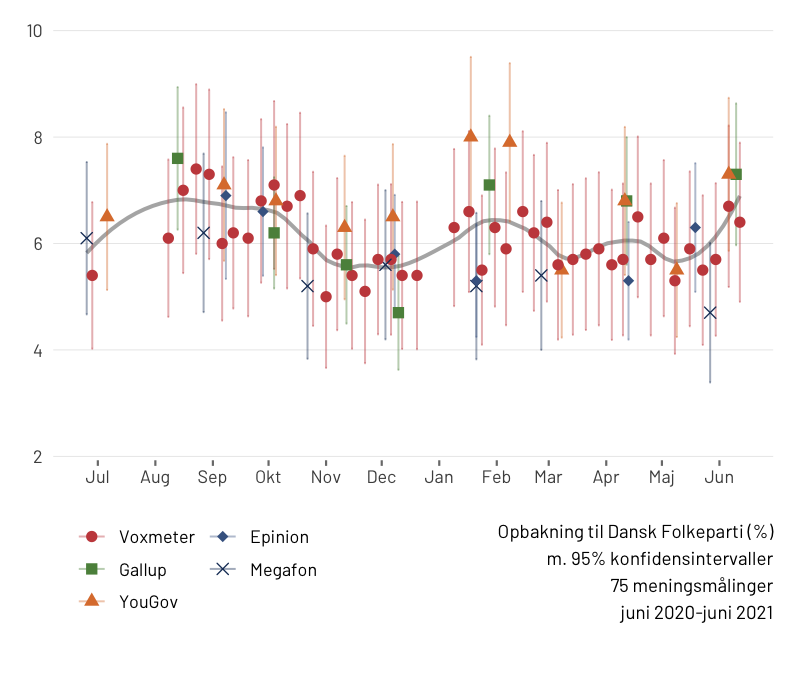 10
8
6
4
2
Jul Aug Sep Okt Nov Dec Jan Feb Mar Apr Maj Jun
Voxmeter Epinion
Gallup Megafon
YouGov
Opbakning til Dansk Folkeparti (%)
m. 95% konfidensintervaller
75 meningsmålinger
juni 2020-juni 2021